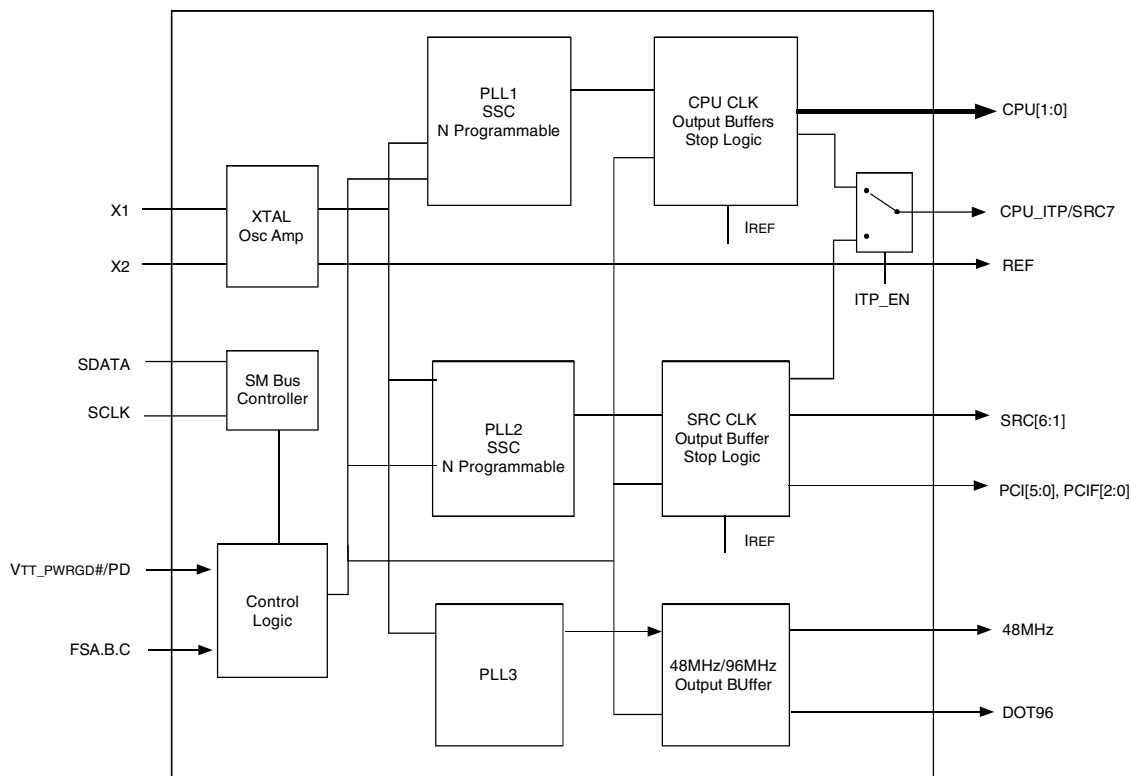 PLL1
SSC
N Programmable
CPU CLK
Output Buffers
Stop Logic
CPU[1:0]
X1
XTAL
Osc Amp
X2
IREF
CPU_ITP/SRC7
REF
ITP_EN
SDATA
SCLK
SM Bus
Controller
PLL2
SSC
N Programmable
SRC CLK
Output Buffer
Stop Logic
SRC[6:1]
PCI[5:0], PCIF[2:0]
IREF
VTT_PWRGD#/PD
FSA.B.C
Control
Logic
PLL3
48MHz/96MHz
Output BUffer
48MHz
DOT96